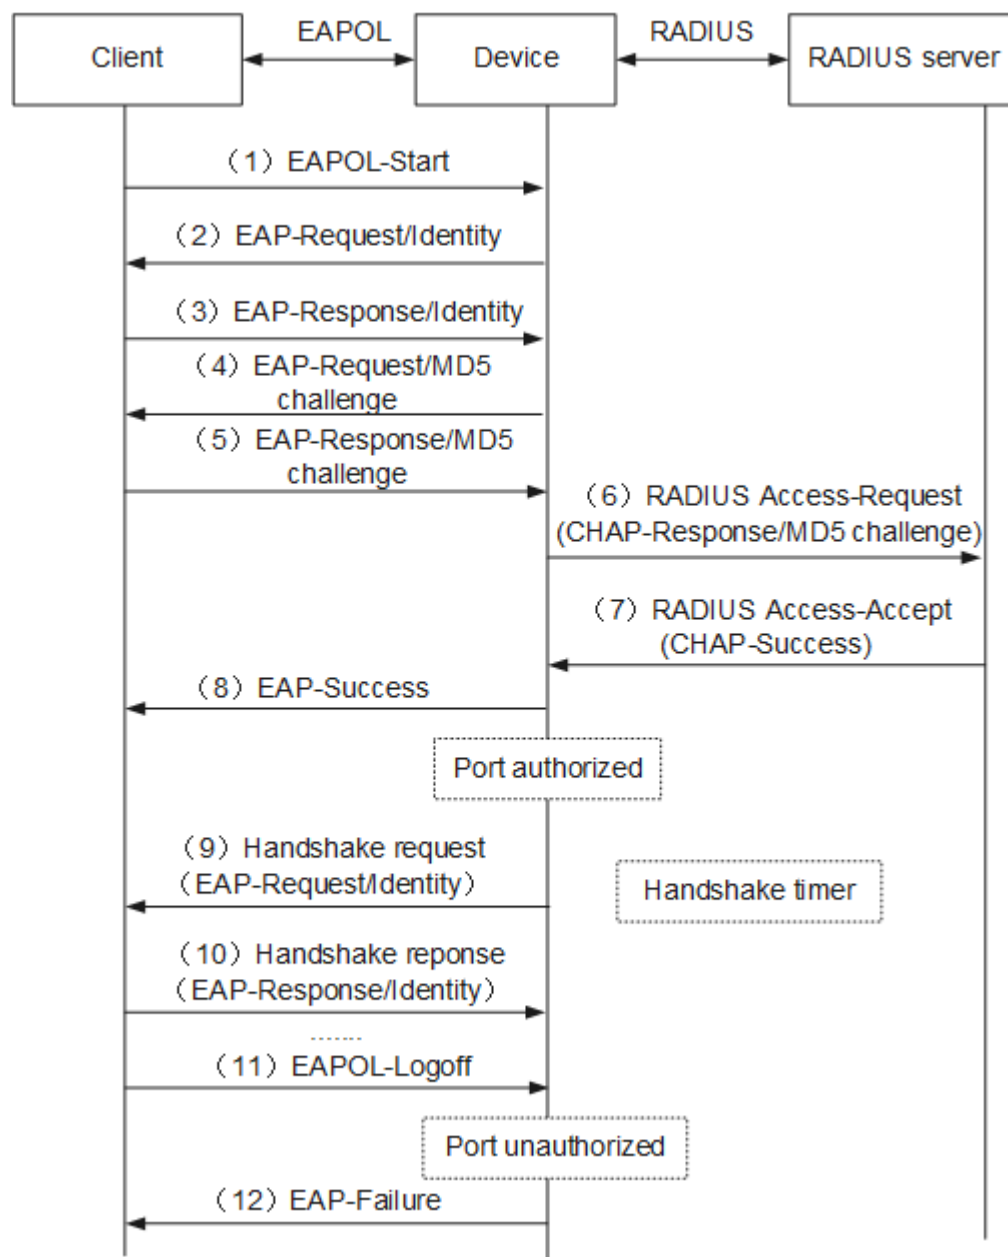 Client
EAPOL
Device
RADIUS
RADIUS server
（1）EAPOL-Start
（2）EAP-Request/Identity
（3）EAP-Response/Identity
（4）EAP-Request/MD5
challenge
（5）EAP-Response/MD5
challenge
（6）RADIUS Access-Request
(CHAP-Response/MD5 challenge)
（7）RADIUS Access-Accept
(CHAP-Success)
（8）EAP-Success
Port authorized
（9）Handshake request
（EAP-Request/Identity）
Handshake timer
（10）Handshake reponse
（EAP-Response/Identity）
.......
（11）EAPOL-Logoff
Port unauthorized
（12）EAP-Failure